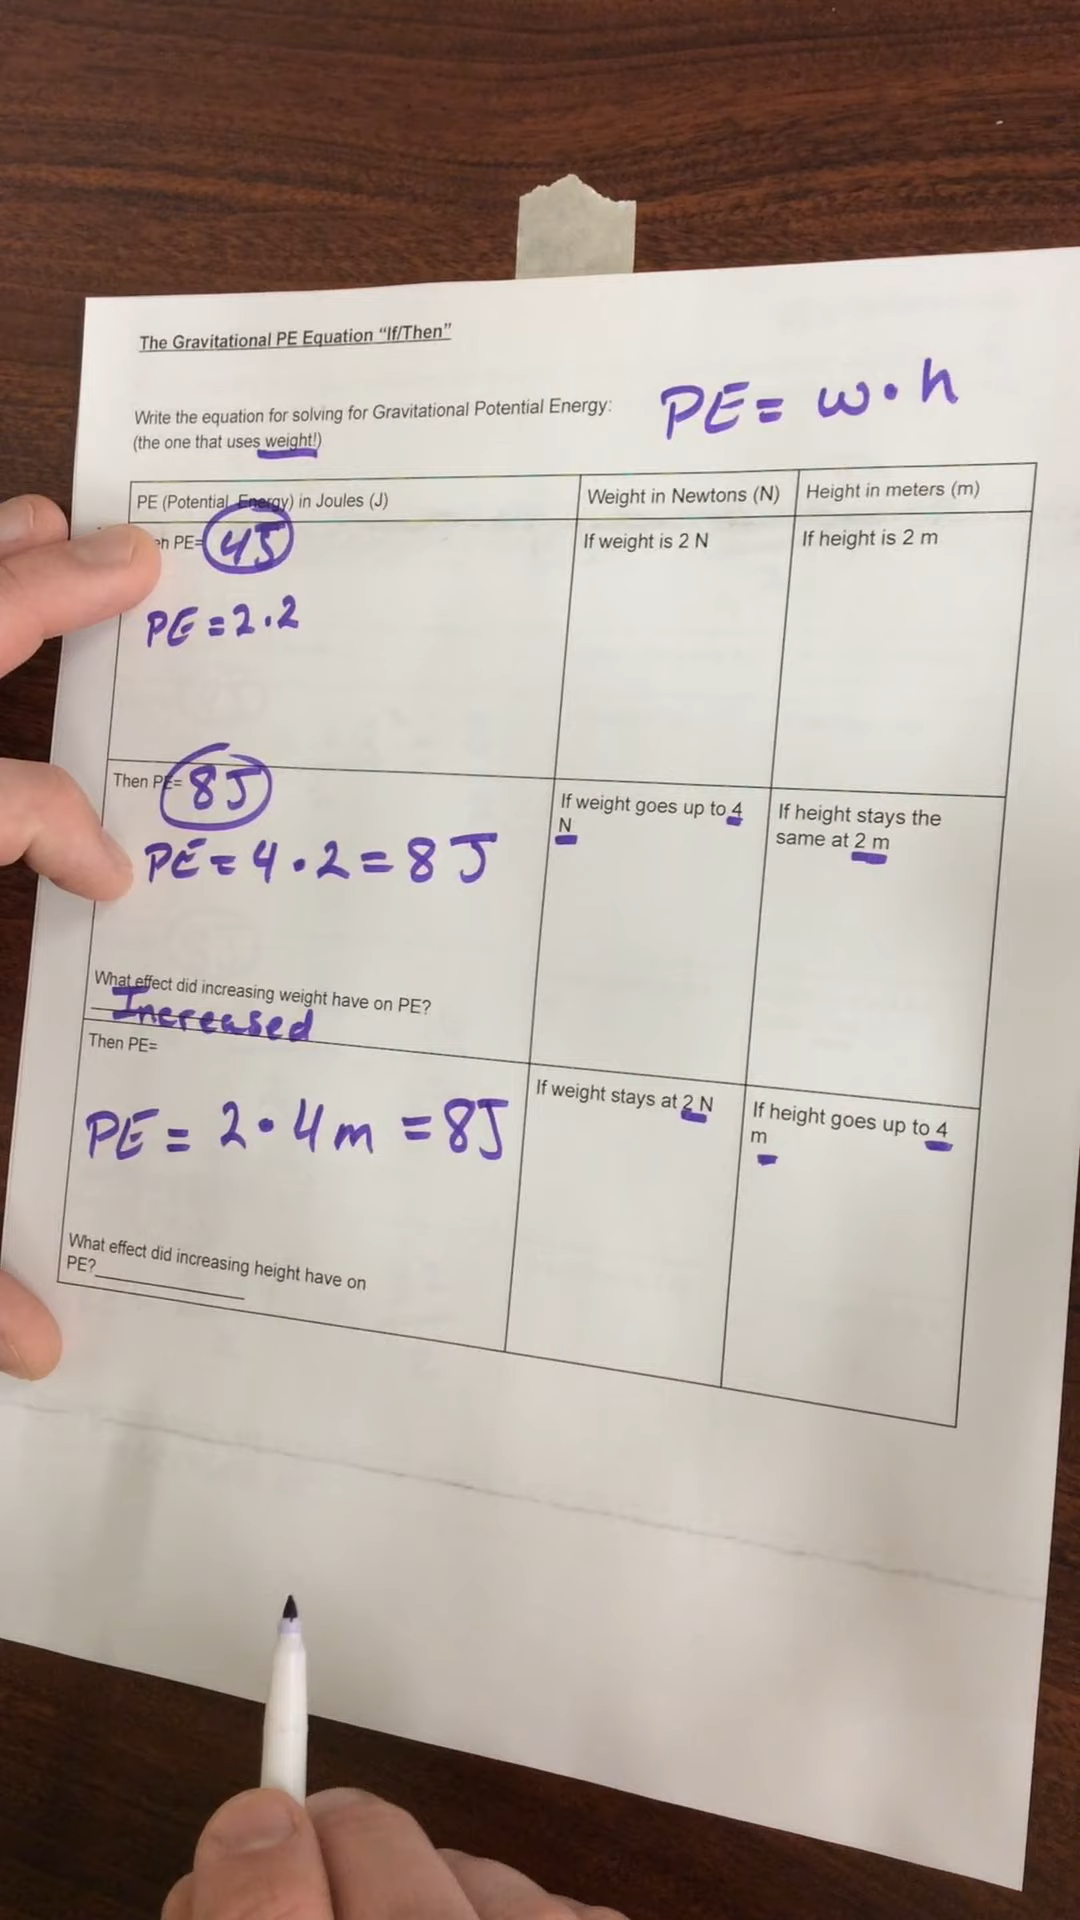 The Gravitational PE Equation “If/Then”
Write the equation for solving for Gravitational Potential Energy:
(the one that uses weight!)
PE = w·h
PE (Potential Energy) in Joules (J)
Weight in Newtons (N)
Height in meters (m)
PE= 4J
If weight is 2 N
If height is 2 m
PE = 2·2
Then PE= 8J
If weight goes up to 4
N
If height stays the
same at 2 m
PE = 4·2 = 8 J
What effect did increasing weight have on PE?
Increased
Then PE=
If weight stays at 2 N
If height goes up to 4
m
PE = 2·4m = 8J
What effect did increasing height have on
PE?